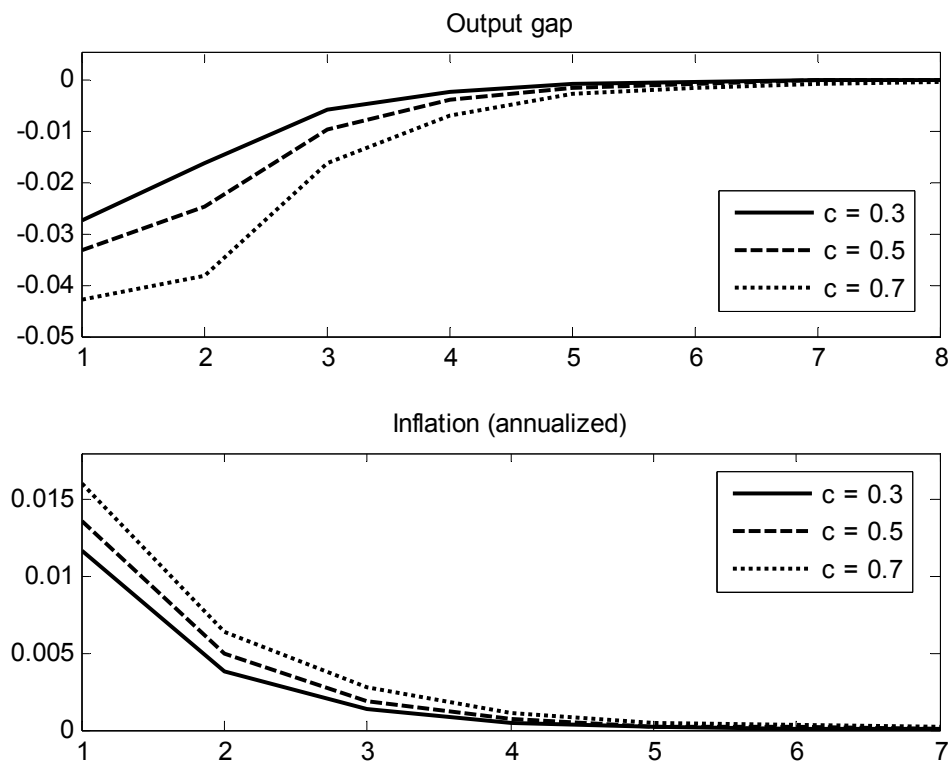 Output gap
0
-0.01
-0.02
-0.03
-0.04
-0.05
1 2 3 4 5 6 7 8
c = 0.3
c = 0.5
c = 0.7
Inflation (annualized)
0.015
0.01
0.005
0
1 2 3 4 5 6 7
c = 0.3
c = 0.5
c = 0.7